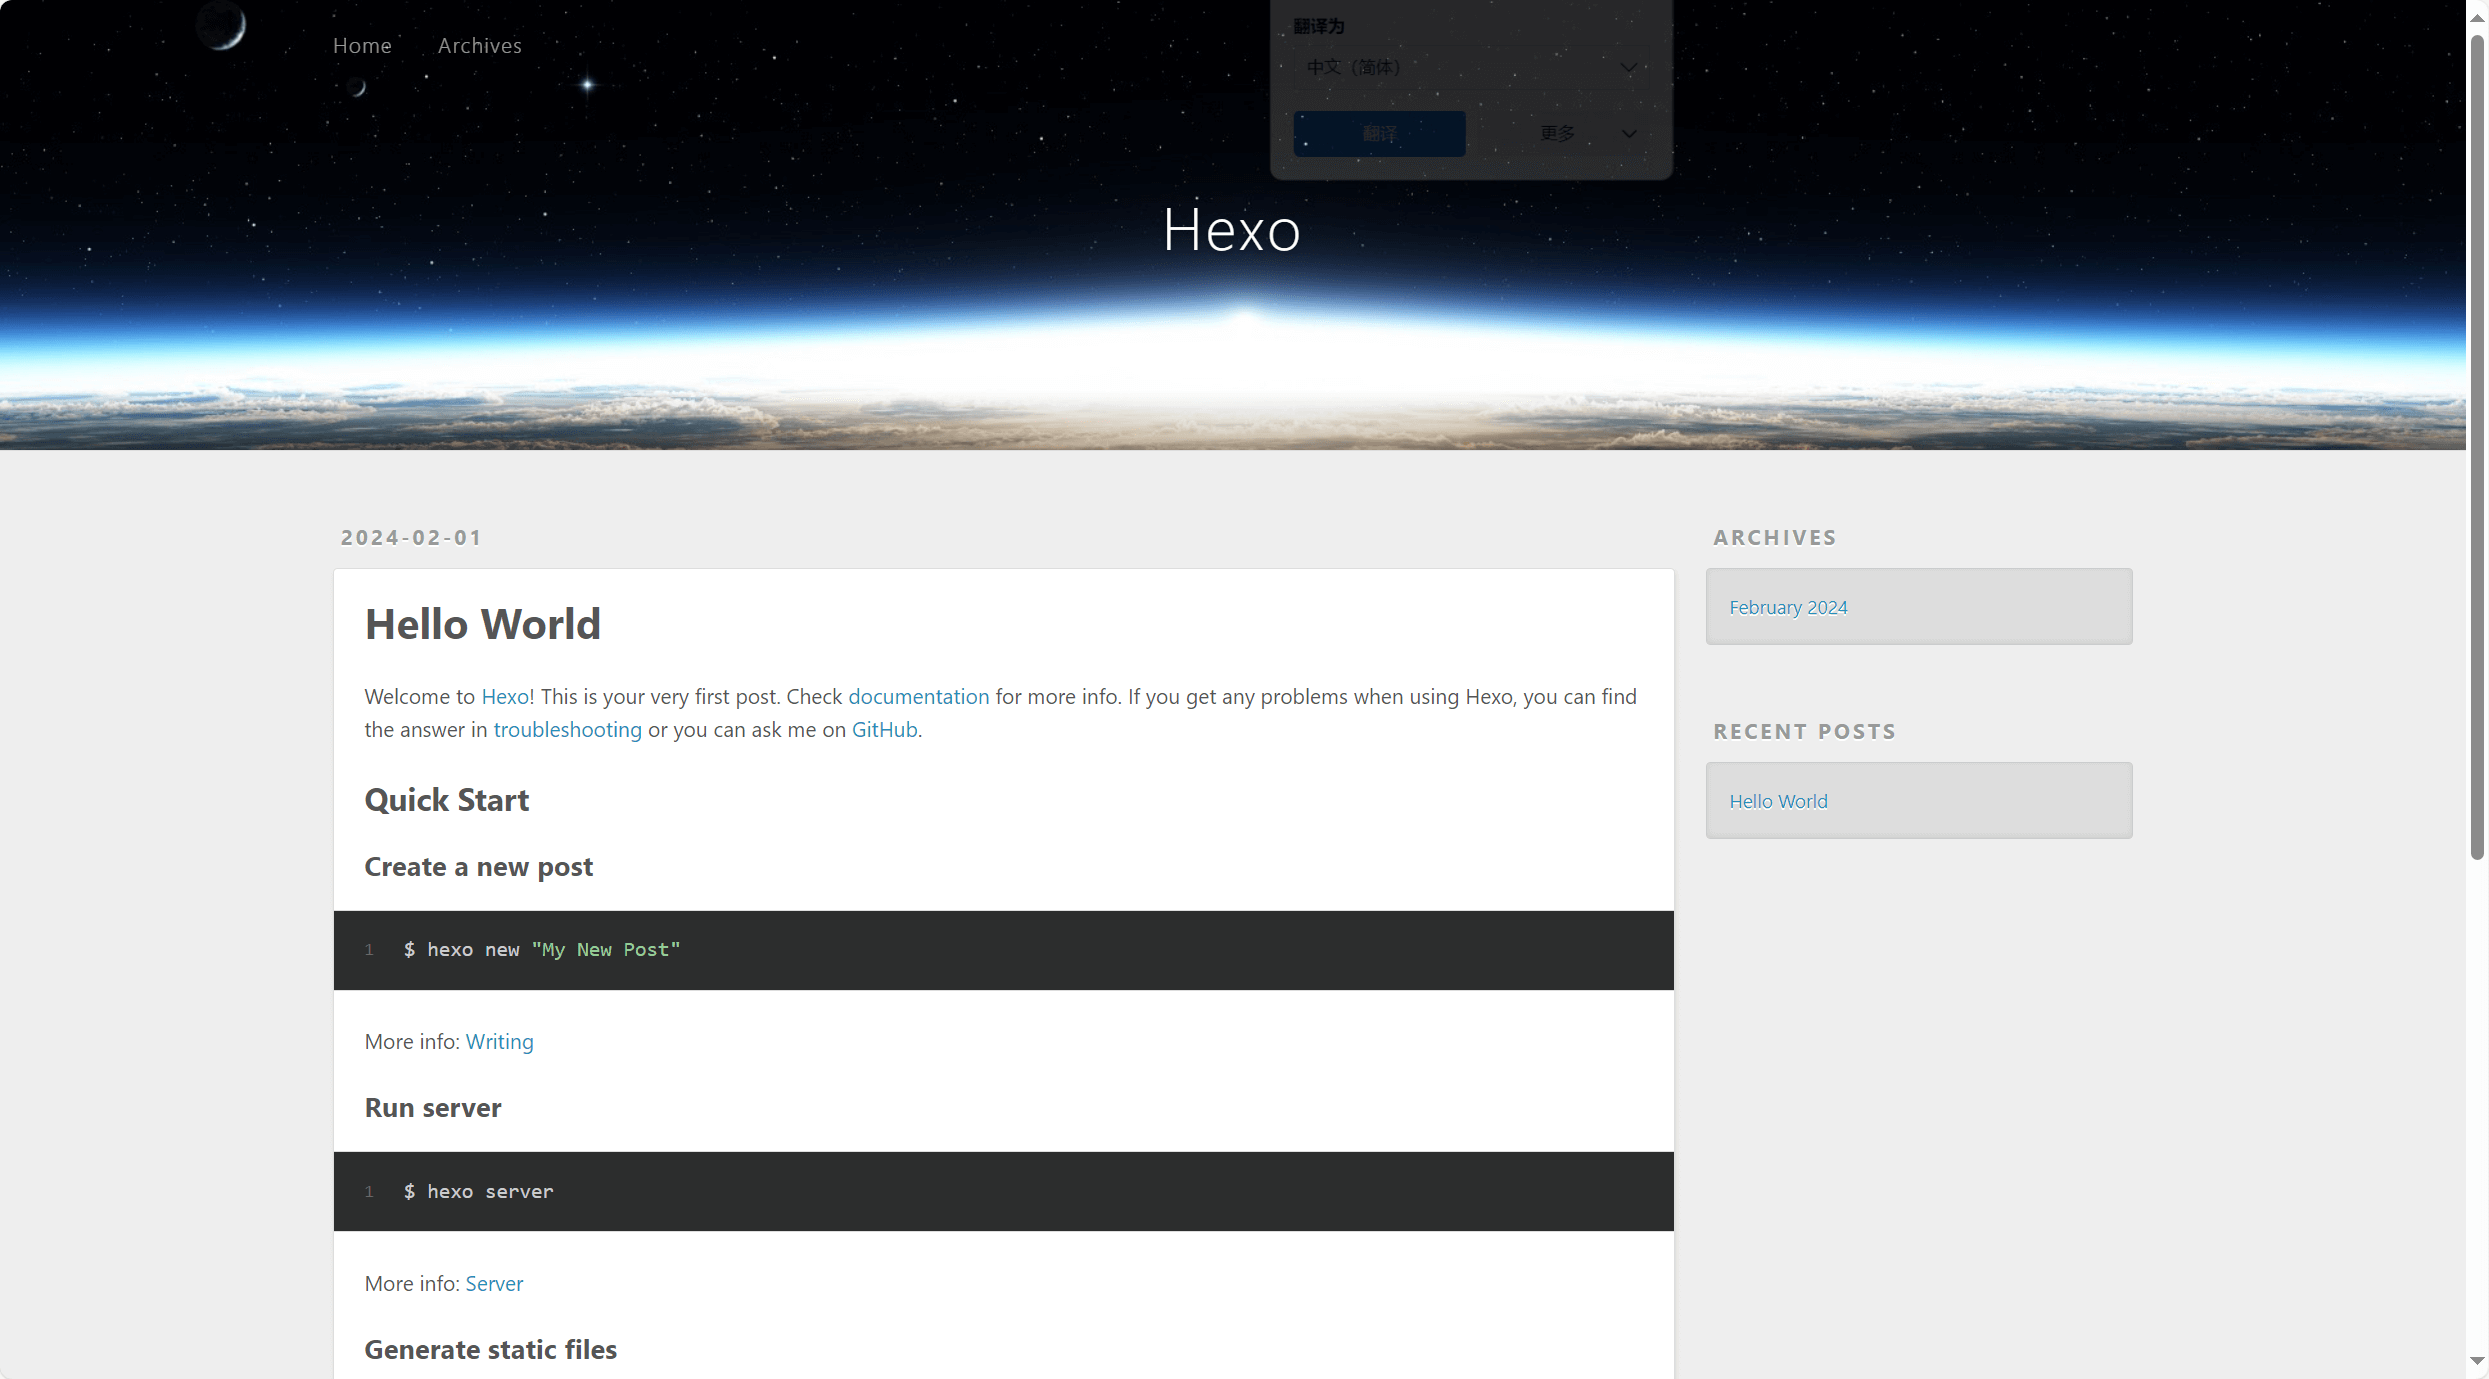 Home
Archives
翻译为
中文（简体）
翻译
更多
Hexo
2024-02-01
Hello World
Welcome to Hexo! This is your very first post. Check documentation for more info. If you get any problems when using Hexo, you can find
the answer in troubleshooting or you can ask me on GitHub.
Quick Start
Create a new post
1 $ hexo new "My New Post"
More info: Writing
Run server
1 $ hexo server
More info: Server
Generate static files
ARCHIVES
February 2024
RECENT POSTS
Hello World